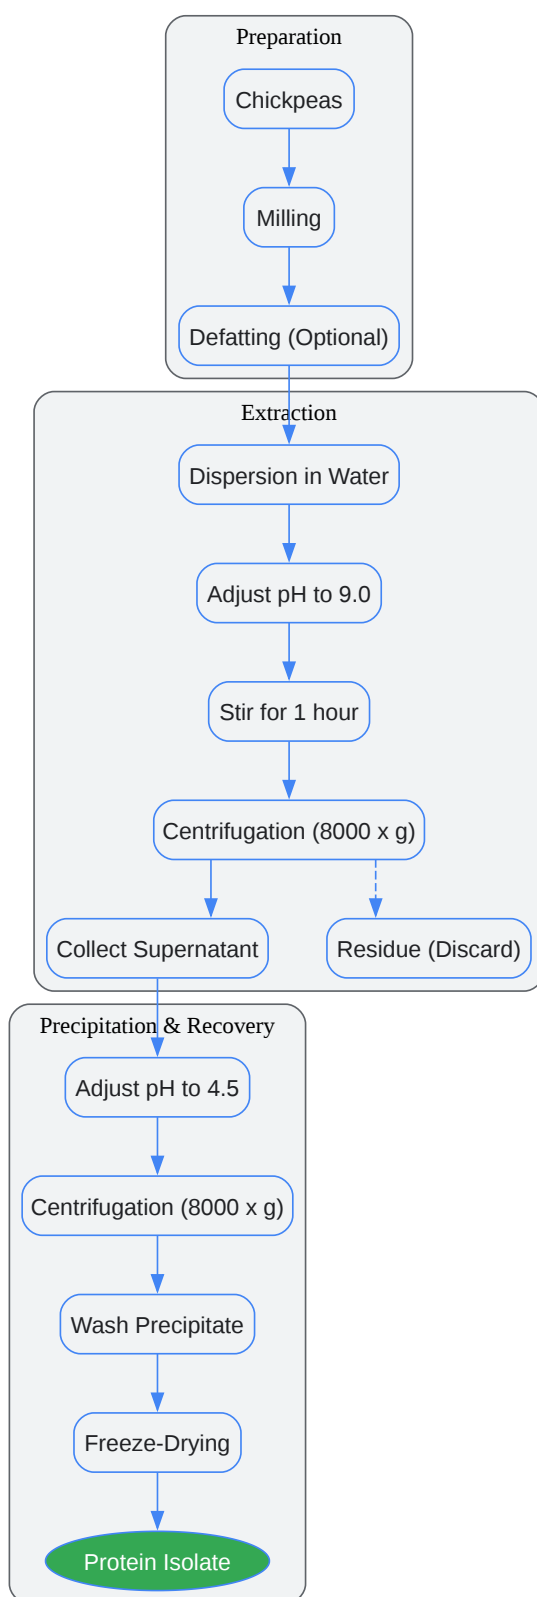 Preparation
Chickpeas
Milling
Defatting (Optional)
Extraction
Dispersion in Water
Adjust pH to 9.0
Stir for 1 hour
Centrifugation (8000 x g)
Collect Supernatant
Residue (Discard)
Precipitation & Recovery
Adjust pH to 4.5
Centrifugation (8000 x g)
Wash Precipitate
Freeze-Drying
Protein Isolate